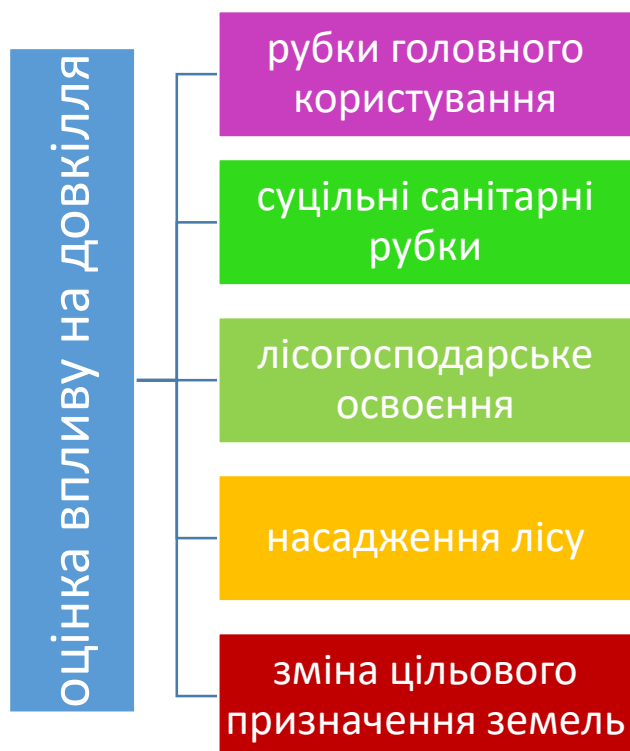 оцінка впливу на довкілля
рубки головного
користування
суцільні санітарні
рубки
лісогосподарське
освоєння
насадження лісу
зміна цільового
призначення земель